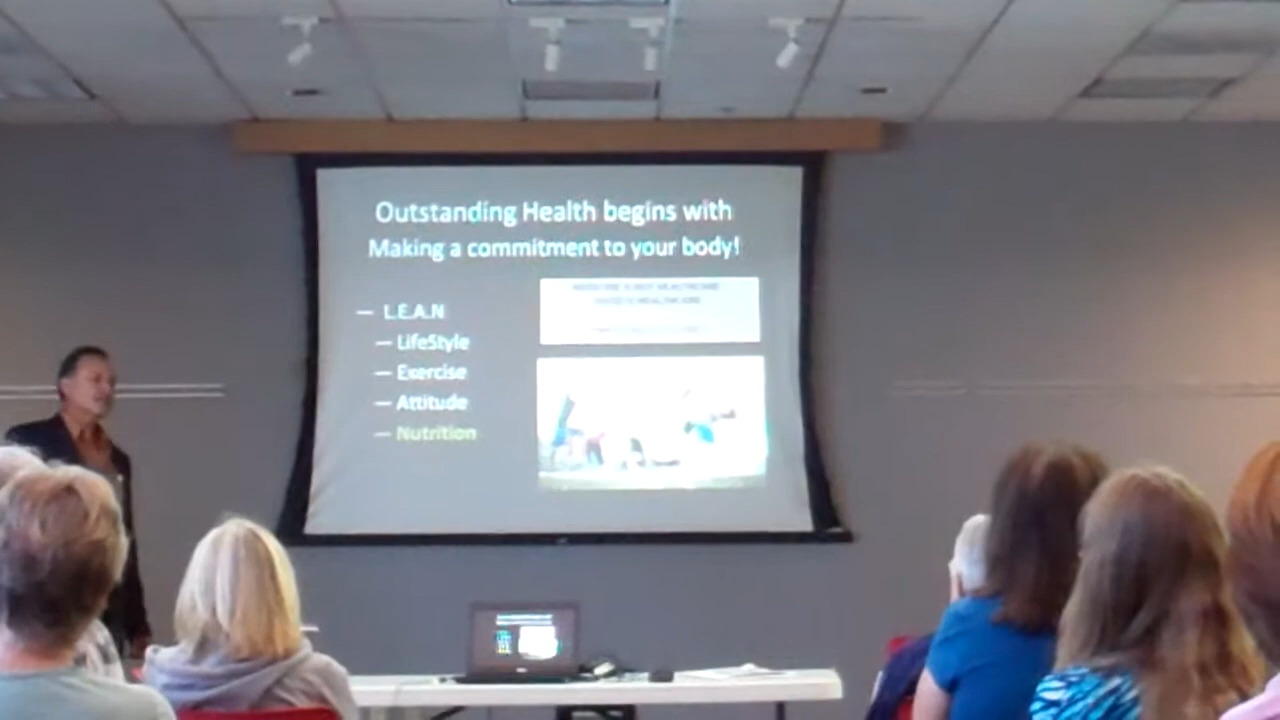 Outstanding Health begins with
Making a commitment to your body!
— L.E.A.N
— LifeStyle
— Exercise
— Attitude
— Nutrition